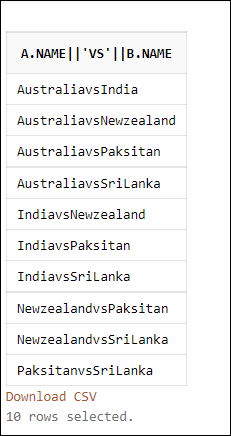 A.NAME||'VS'||B.NAME
AustraliavsIndia
AustraliavsNewzealand
AustraliavsPaksitan
AustraliavsSriLanka
IndiavsNewzealand
IndiavsPaksitan
IndiavsSriLanka
NewzealandvsPaksitan
NewzealandvsSriLanka
PaksitanvsSriLanka
Download CSV
10 rows selected.